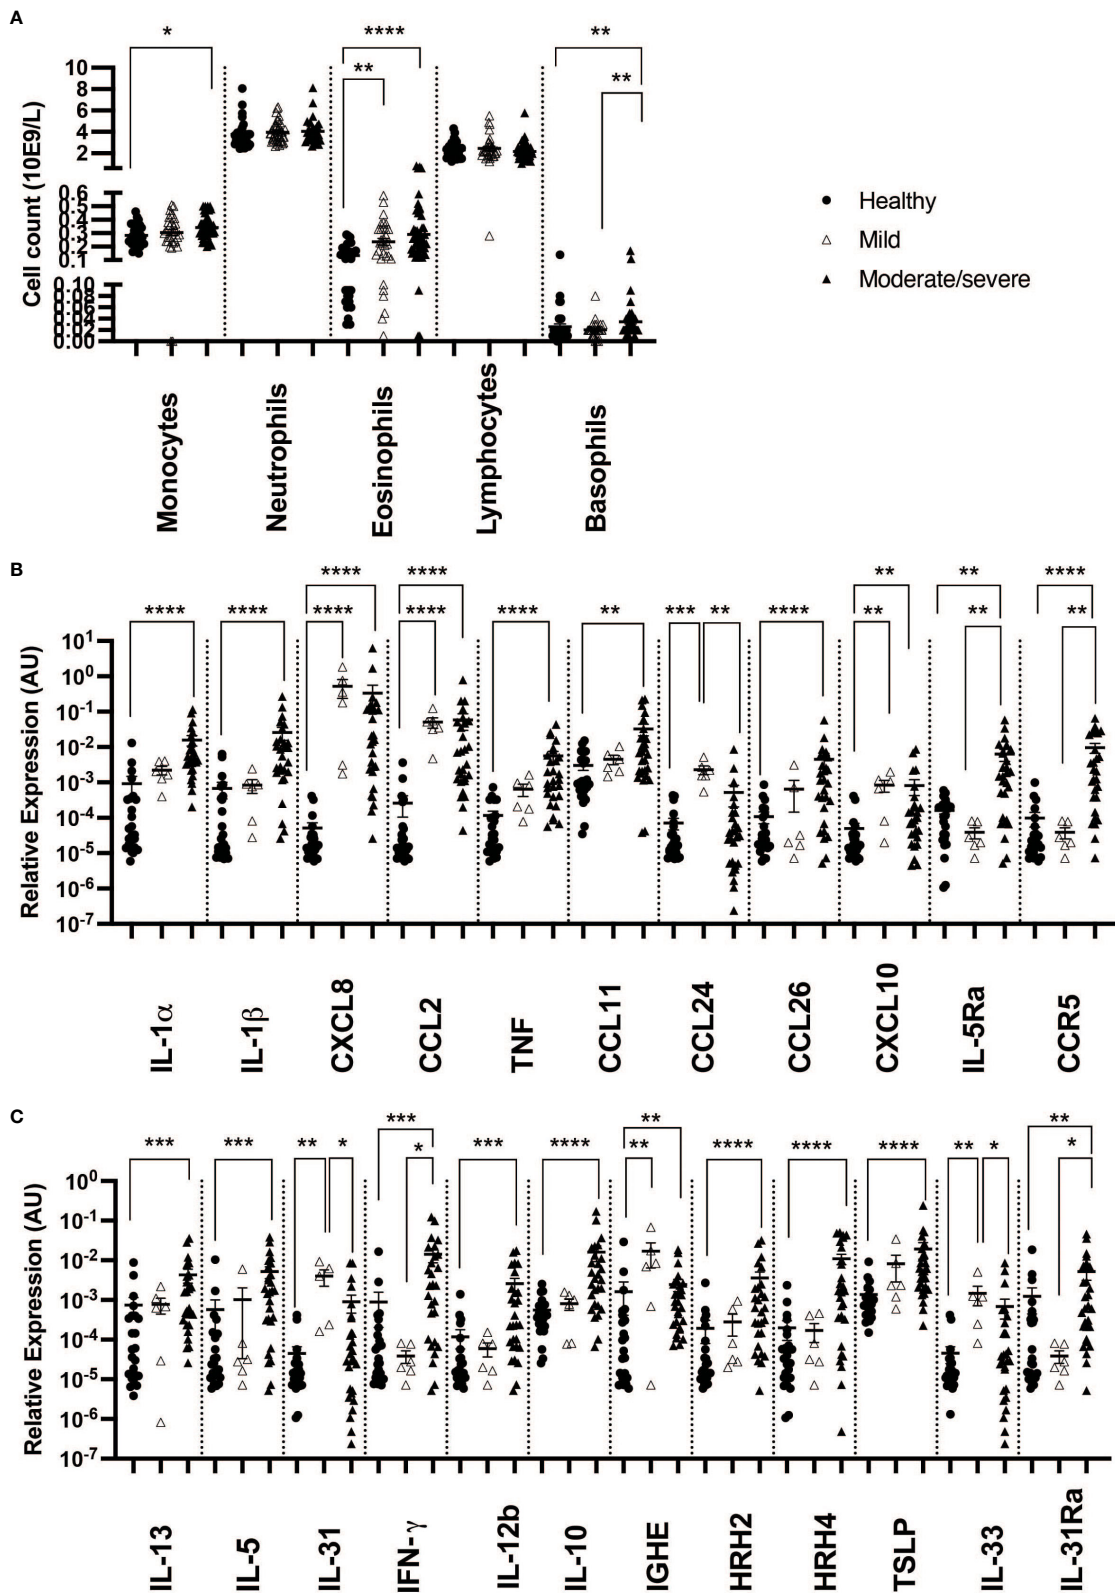 A
* **** ** ** **
10
8
6
4
2
0.6
0.5
0.4
0.3
0.2
0.1
0.10
0.08
0.06
0.04
0.02
0.00
Cell count (10E9/L)
Monocytes
Neutrophils
Eosinophils
Lymphocytes
Basophils
Healthy
Mild
Moderate/severe
B
**** **** ** ** ****
**** **** **** **** **** ** *** ** **** ** ** **
10^1
10^0
10^-1
10^-2
10^-3
10^-4
10^-5
10^-6
10^-7
Relative Expression (AU)
IL-1α
IL-1β
CXCL8
CCL2
TNF
CCL11
CCL24
CCL26
CXCL10
IL-5Ra
CCR5
C
*** ** **
*** *** ** * * *** **** ** **** **** **** ** * *
10^0
10^-1
10^-2
10^-3
10^-4
10^-5
10^-6
10^-7
Relative Expression (AU)
IL-13
IL-5
IL-31
IFN-γ
IL-12b
IL-10
IGHE
HRH2
HRH4
TSLP
IL-33
IL-31Ra